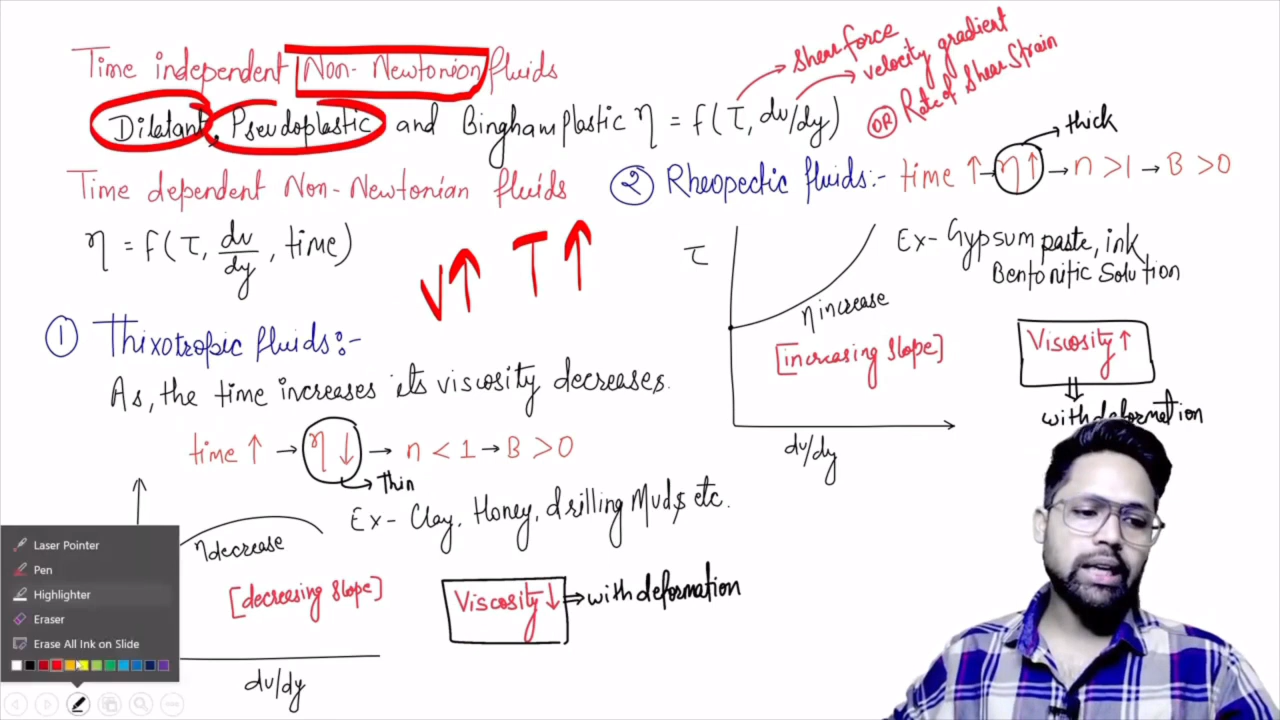 Time independent Non-Newtonian fluids
Dilatant, Pseudoplastic and Binghamplastic η = f(τ, dv/dy)
shear force
velocity gradient
OR Rate of shear strain
Time dependent Non-Newtonian fluids
η = f(τ, dv/dy, time)
V↑ T↑
① Thixotropic fluids:-
As, the time increases its viscosity decreases.
time ↑ → η ↓ → n < 1 → B > 0
Thin
Ex- Clay, Honey, drilling Muds etc.
η decrease
[decreasing slope]
dv/dy
Viscosity ↓ ⇒ with deformation
② Rheopectic fluids:- time ↑ → η↑ → n > 1 → B > 0
thick
τ
Ex- Gypsum paste, ink
Bentonitic Solution
η increase
[increasing slope]
dv/dy
Viscosity ↑
with deformation
Laser Pointer
Pen
Highlighter
Eraser
Erase All Ink on Slide